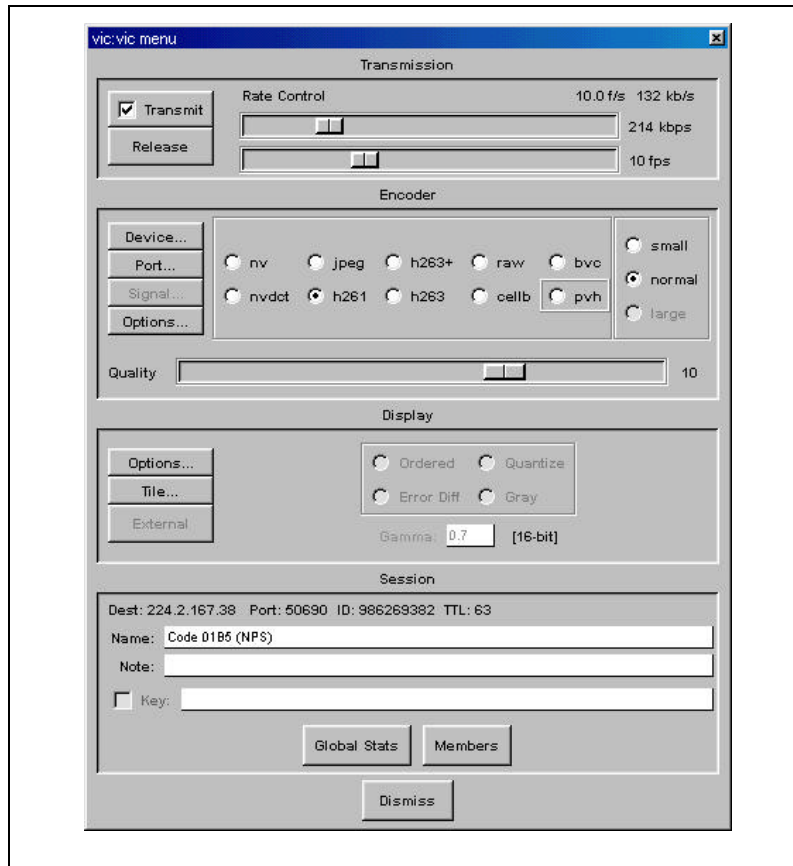 vic:vic menu
Transmission
Transmit
Release
Rate Control 10.0 f/s 132 kb/s
214 kbps
10 fps
Encoder
Device...
Port...
Signal...
Options...
nv jpeg h263+ raw bvc
nvdct h261 h263 cellb pvh
small
normal
large
Quality 10
Display
Options...
Tile...
External
Ordered Quantize
Error Diff Gray
Gamma: 0.7 [16-bit]
Session
Dest: 224.2.167.38 Port: 50690 ID: 986269382 TTL: 63
Name: Code 01B5 (NPS)
Note:
Key:
Global Stats Members
Dismiss